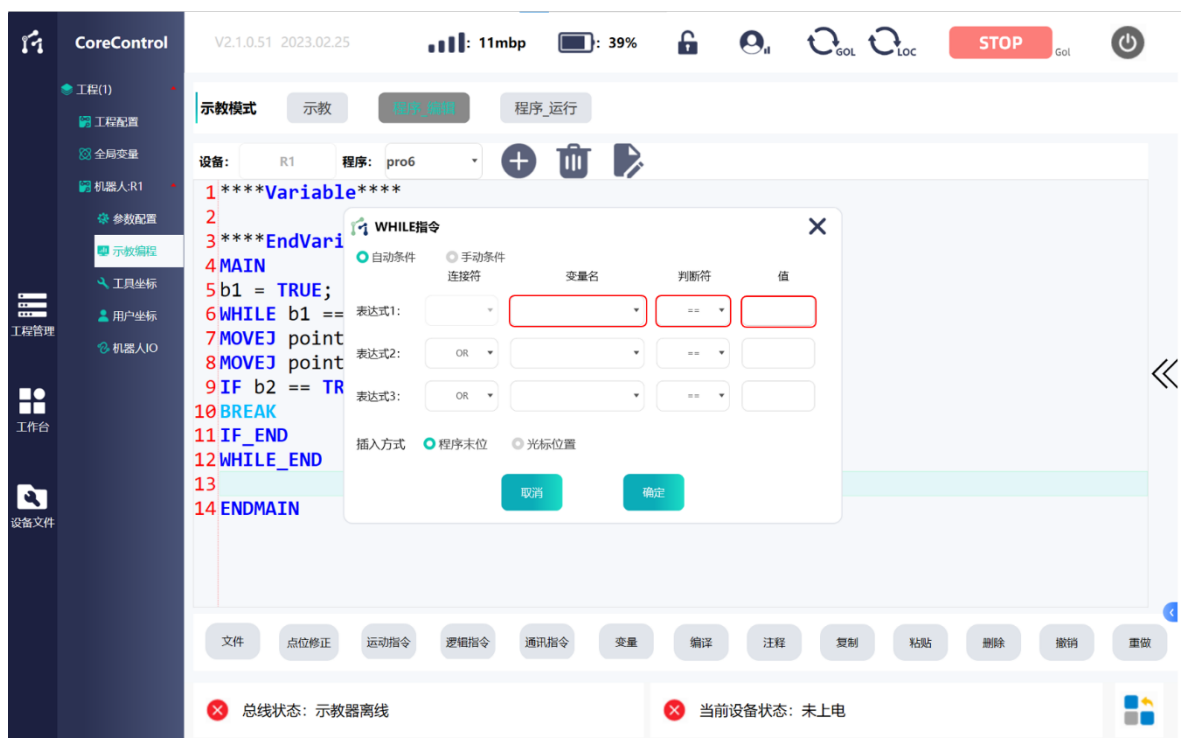 CoreControl
V2.1.0.51 2023.02.25
: 11mbp
: 39%
GOL
LOC
STOP
Gol
工程(1)
工程配置
全局变量
机器人:R1
参数配置
示教编程
工具坐标
用户坐标
机器人IO
工程管理
工作台
设备文件
示教模式 示教 程序_编辑 程序_运行
设备: R1 程序: pro6
1 ****Variable****
2
3 ****EndVari
4 MAIN
5 b1 = TRUE;
6 WHILE b1 ==
7 MOVEJ point
8 MOVEJ point
9 IF b2 == TR
10 BREAK
11 IF_END
12 WHILE_END
13
14 ENDMAIN
WHILE指令
自动条件 手动条件
连接符 变量名 判断符 值
表达式1: ==
表达式2: OR ==
表达式3: OR ==
插入方式 程序末位 光标位置
取消 确定
文件 点位修正 运动指令 逻辑指令 通讯指令 变量 编译 注释 复制 粘贴 删除 撤销 重做
总线状态: 示教器离线
当前设备状态: 未上电